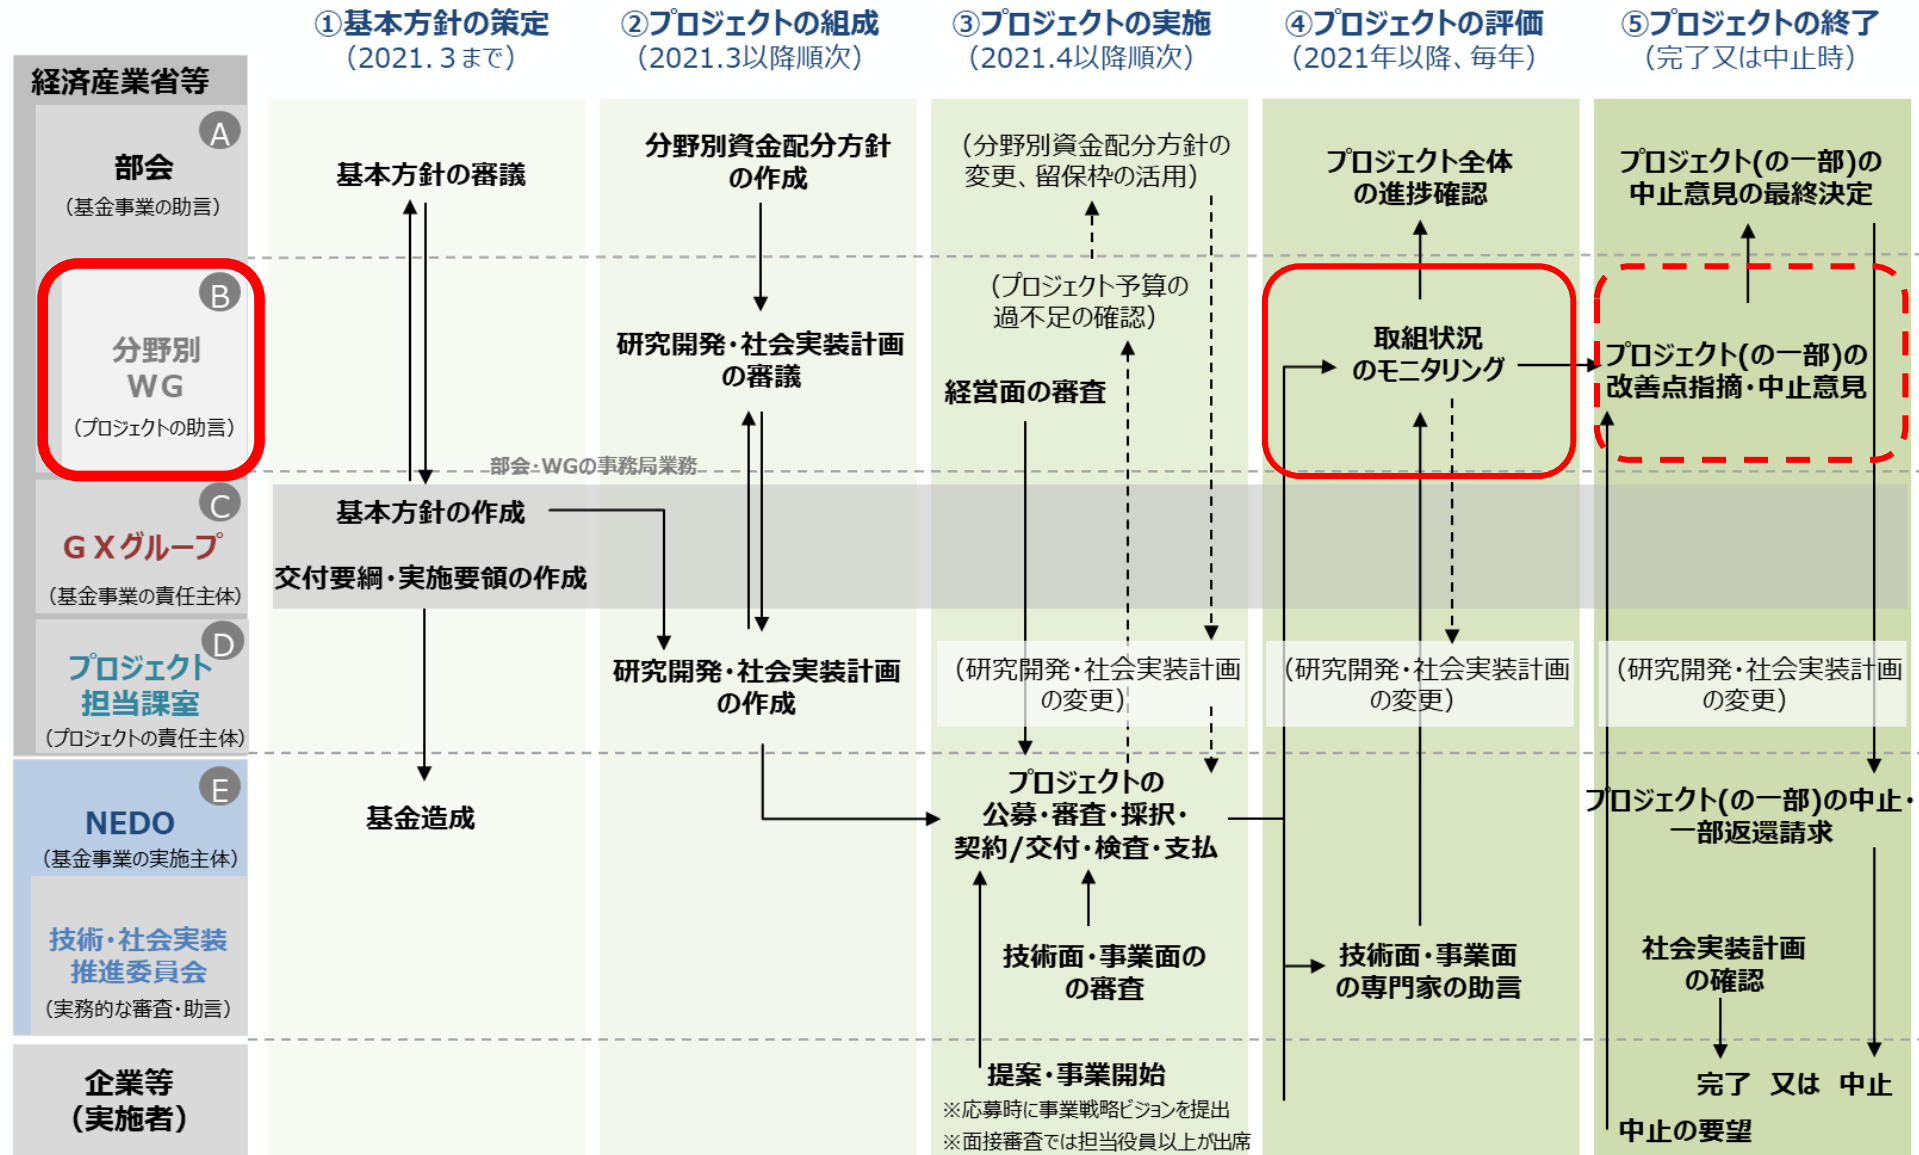 ①基本方針の策定
（2021.３まで）
②プロジェクトの組成
（2021.3以降順次）
③プロジェクトの実施
（2021.4以降順次）
④プロジェクトの評価
（2021年以降、毎年）
⑤プロジェクトの終了
（完了又は中止時）
経済産業省等
A
部会
（基金事業の助言）
基本方針の審議
分野別資金配分方針
の作成
（分野別資金配分方針の
変更、留保枠の活用）
プロジェクト全体
の進捗確認
プロジェクト(の一部)の
中止意見の最終決定
B
分野別
WG
（プロジェクトの助言）
研究開発・社会実装計画
の審議
（プロジェクト予算の
過不足の確認）
経営面の審査
取組状況
のモニタリング
プロジェクト(の一部)の
改善点指摘・中止意見
部会・WGの事務局業務
C
ＧＸグループ
（基金事業の責任主体）
基本方針の作成
交付要綱・実施要領の作成
D
プロジェクト
担当課室
（プロジェクトの責任主体）
研究開発・社会実装計画
の作成
（研究開発・社会実装計画
の変更）
（研究開発・社会実装計画
の変更）
（研究開発・社会実装計画
の変更）
E
NEDO
（基金事業の実施主体）
基金造成
プロジェクトの
公募・審査・採択・
契約/交付・検査・支払
プロジェクト(の一部)の中止・
一部返還請求
技術・社会実装
推進委員会
（実務的な審査・助言）
技術面・事業面の
の審査
技術面・事業面
の専門家の助言
社会実装計画
の確認
企業等
（実施者）
提案・事業開始
※応募時に事業戦略ビジョンを提出
※面接審査では担当役員以上が出席
完了 又は 中止
中止の要望